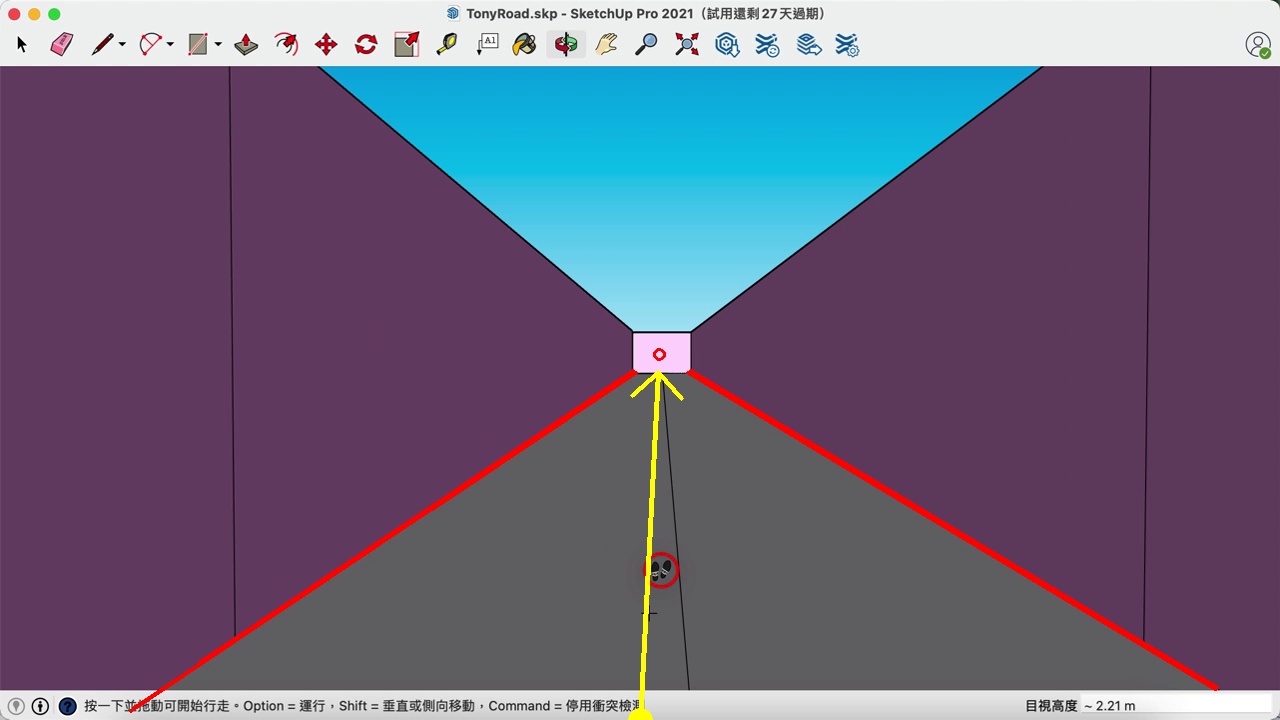 TonyRoad.skp - SketchUp Pro 2021（試用還剩 27 天過期）
A1
按一下並拖動可開始行走。Option = 運行，Shift = 垂直或側向移動，Command = 停用衝突檢測
目視高度 ~ 2.21 m